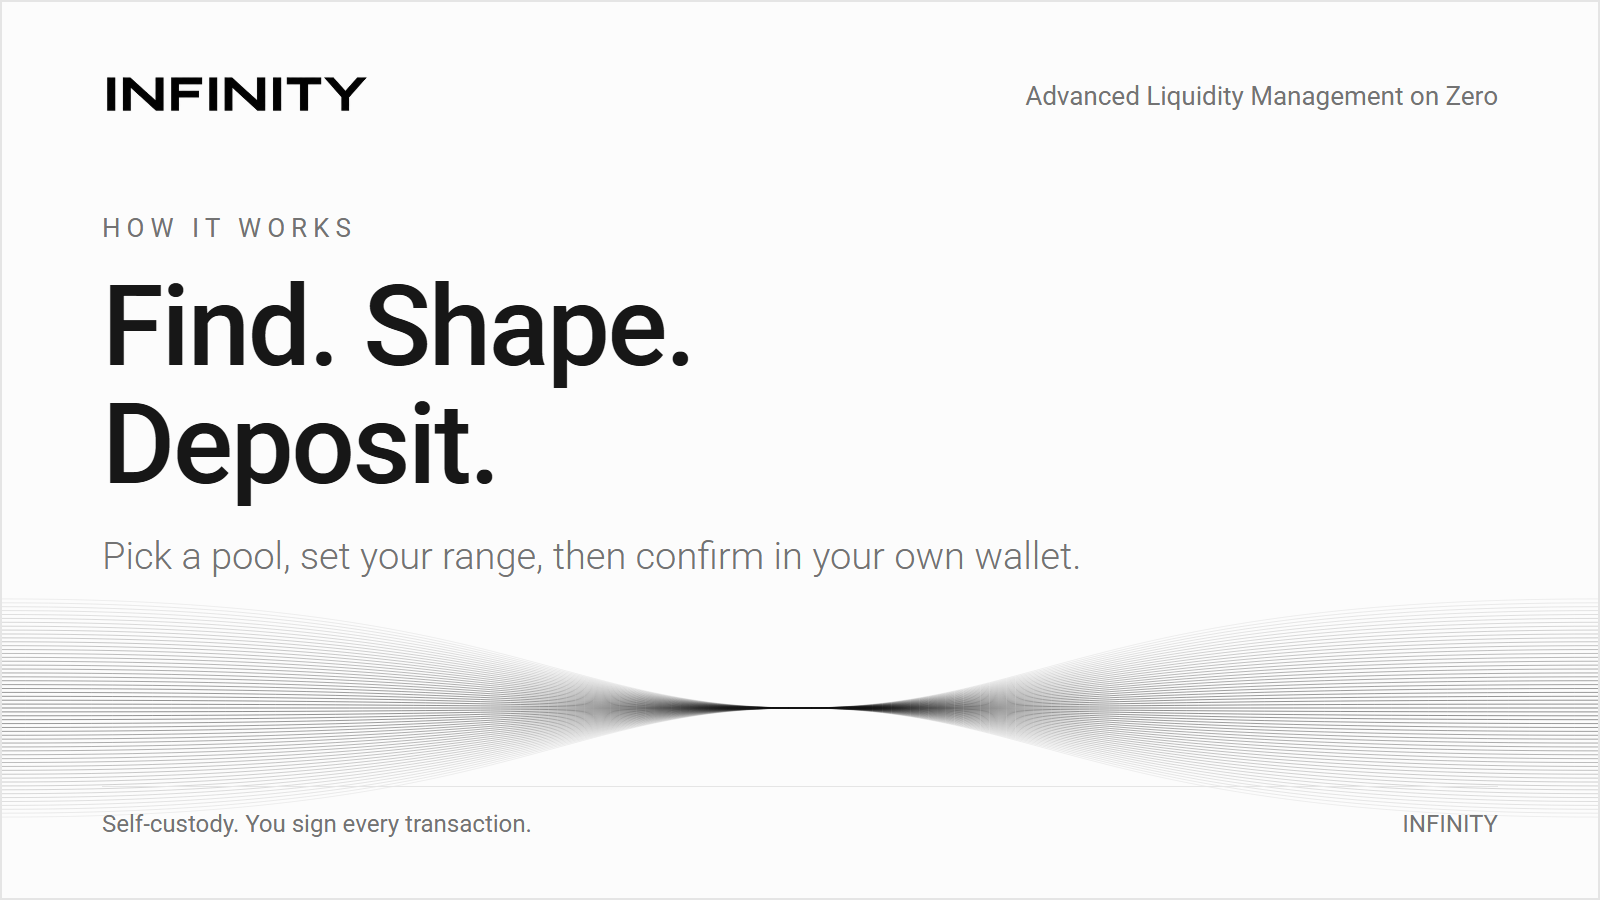 INFINITY
Advanced Liquidity Management on Zero
HOW IT WORKS
Find. Shape.
Deposit.
Pick a pool, set your range, then confirm in your own wallet.
Self-custody. You sign every transaction.
INFINITY